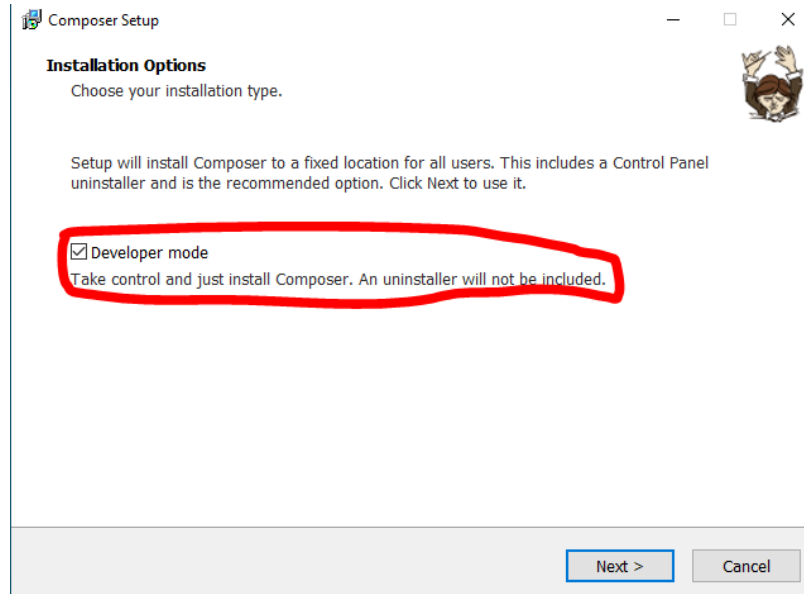 Composer Setup
Installation Options
Choose your installation type.
Setup will install Composer to a fixed location for all users. This includes a Control Panel
uninstaller and is the recommended option. Click Next to use it.
Developer mode
Take control and just install Composer. An uninstaller will not be included.
Next >
Cancel